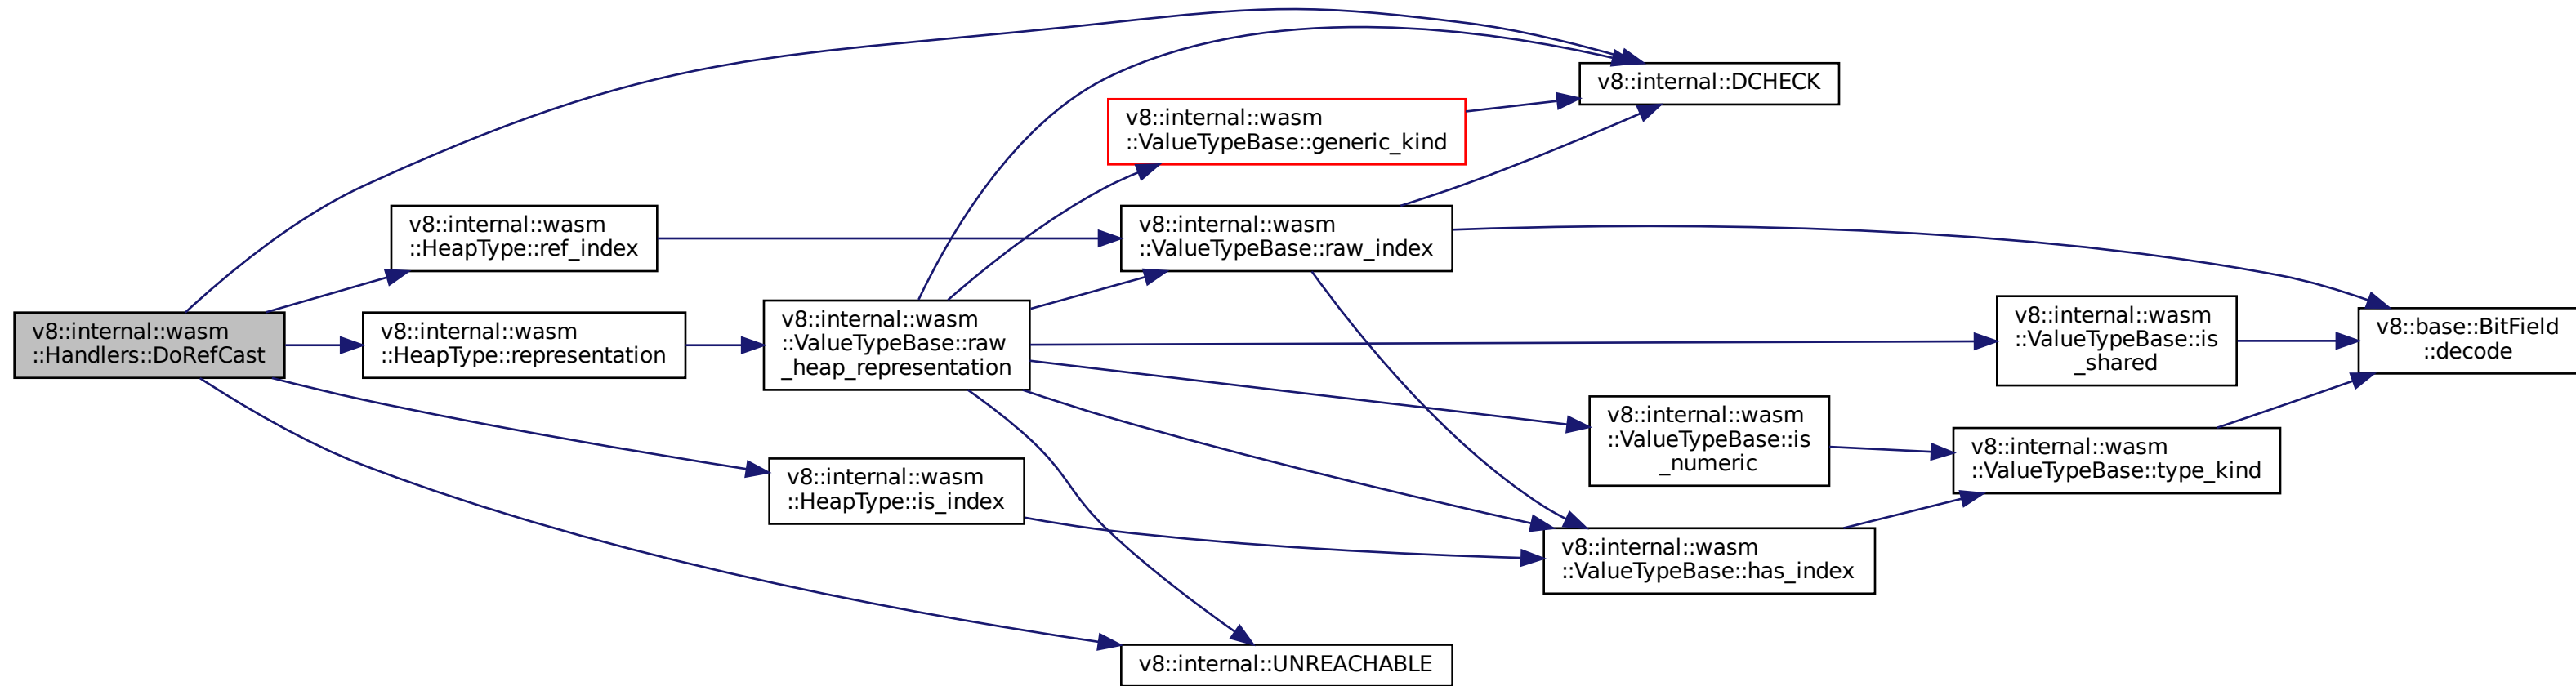 v8::internal::wasm
::Handlers::DoRefCast
v8::internal::DCHECK
v8::internal::wasm
::HeapType::ref_index
v8::internal::wasm
::ValueTypeBase::raw_index
v8::base::BitField
::decode
v8::internal::wasm
::ValueTypeBase::has_index
v8::internal::wasm
::ValueTypeBase::type_kind
v8::internal::wasm
::HeapType::representation
v8::internal::wasm
::ValueTypeBase::raw
_heap_representation
v8::internal::wasm
::ValueTypeBase::generic_kind
v8::internal::wasm
::ValueTypeBase::is
_shared
v8::internal::wasm
::ValueTypeBase::is
_numeric
v8::internal::UNREACHABLE
v8::internal::wasm
::HeapType::is_index